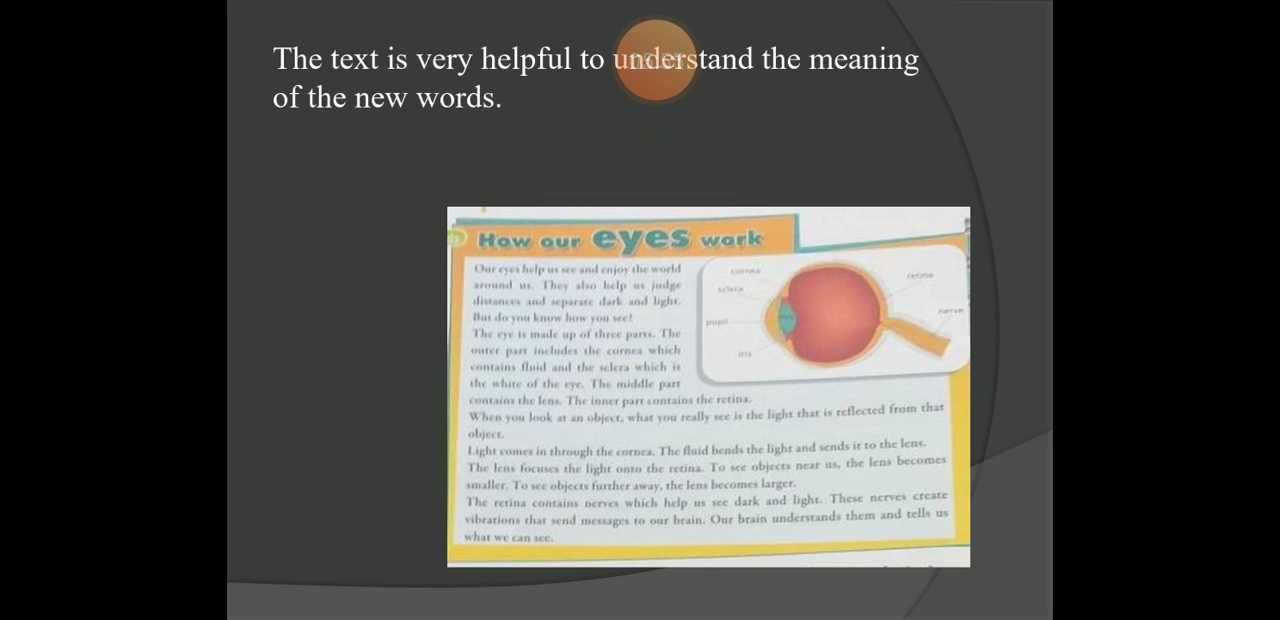 The text is very helpful to understand the meaning
of the new words.
How our eyes work
Our eyes help us see and enjoy the world
around us. They also help us judge
distances and separate dark and light.
But do you know how you see?
The eye is made up of three parts. The
outer part includes the cornea which
contains fluid and the sclera which is
the white of the eye. The middle part
contains the lens. The inner part contains the retina.
When you look at an object, what you really see is the light that is reflected from that
object.
Light comes in through the cornea. The fluid bends the light and sends it to the lens.
The lens focuses the light onto the retina. To see objects near us, the lens becomes
smaller. To see objects further away, the lens becomes larger.
The retina contains nerves which help us see dark and light. These nerves create
vibrations that send messages to our brain. Our brain understands them and tells us
what we can see.
cornea
sclera
pupil
iris
retina
nerve